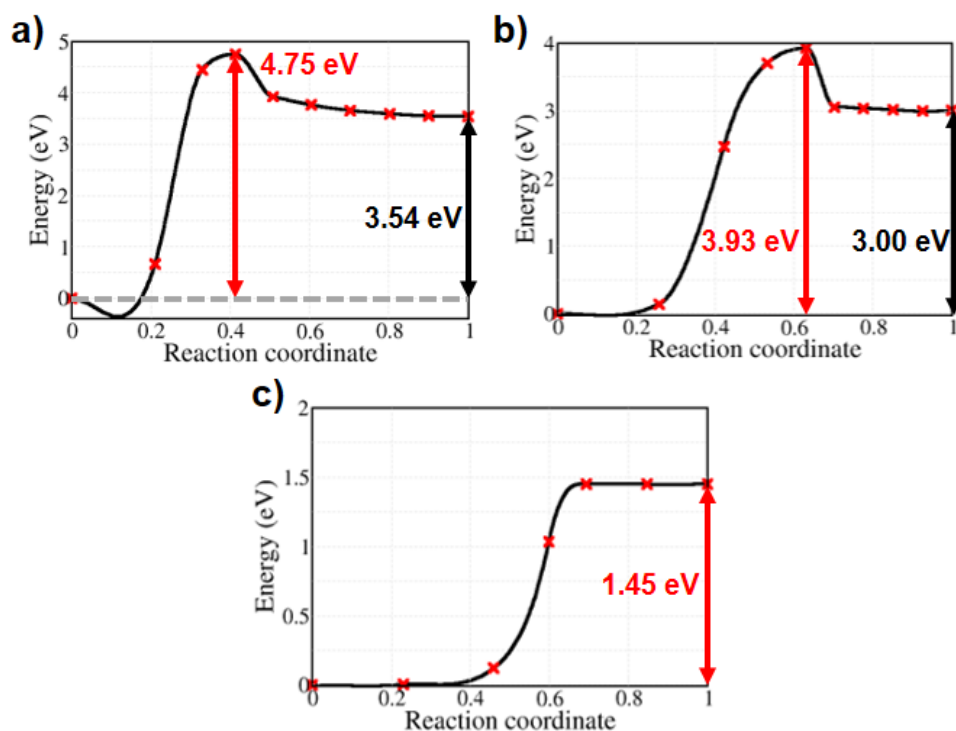 a)
5
4
3
2
1
0
Energy (eV)
4.75 eV
3.54 eV
0 0.2 0.4 0.6 0.8 1
Reaction coordinate
b)
4
3
2
1
0
Energy (eV)
3.93 eV
3.00 eV
0 0.2 0.4 0.6 0.8 1
Reaction coordinate
c)
2
1.5
1
0.5
0
Energy (eV)
1.45 eV
0 0.2 0.4 0.6 0.8 1
Reaction coordinate